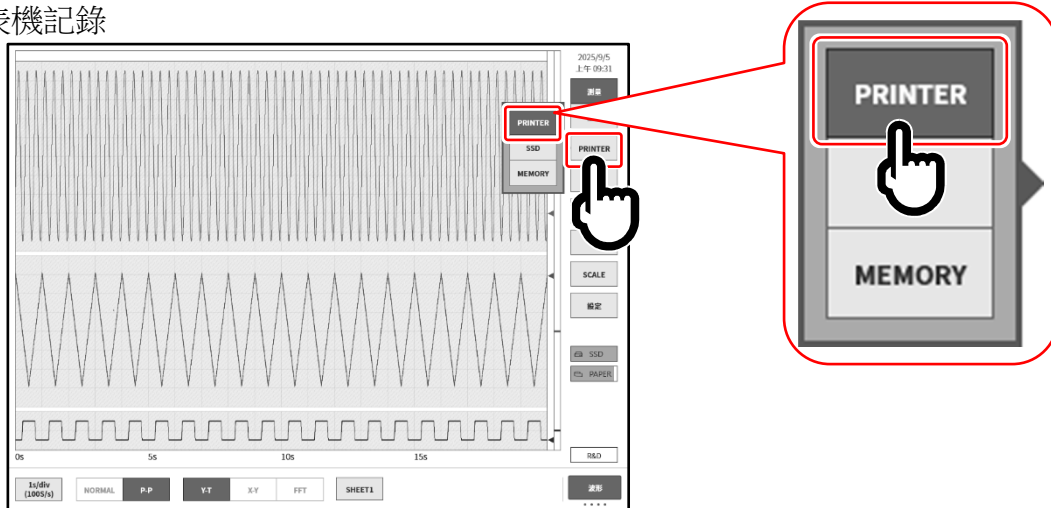 表機記錄
2025/9/5
上午 09:31
測量
PRINTER
SSD
MEMORY
PRINTER
SCALE
設定
SSD
PAPER
0s 5s 10s 15s
R&D
1s/div
(100S/s)
NORMAL P-P Y-T X-Y FFT SHEET1
波形
PRINTER
MEMORY